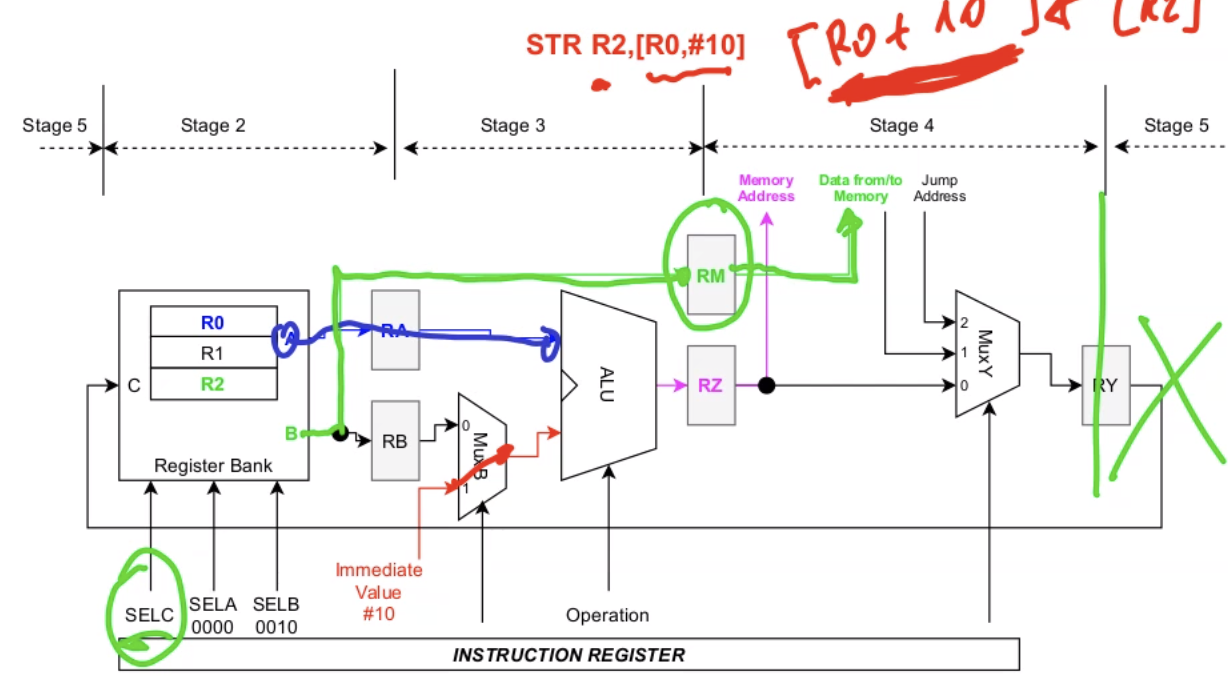 STR R2,[R0,#10]
[R0 + 10] ← [R2]
Stage 5
Stage 2
Stage 3
Stage 4
Stage 5
Memory
Address
Data from/to
Memory
Jump
Address
RM
R0
R1
R2
A
RA
C
B
RB
0
MuxB
1
ALU
RZ
2
1
0
MuxY
RY
Register Bank
Immediate
Value
#10
SELC
SELA
0000
SELB
0010
Operation
INSTRUCTION REGISTER